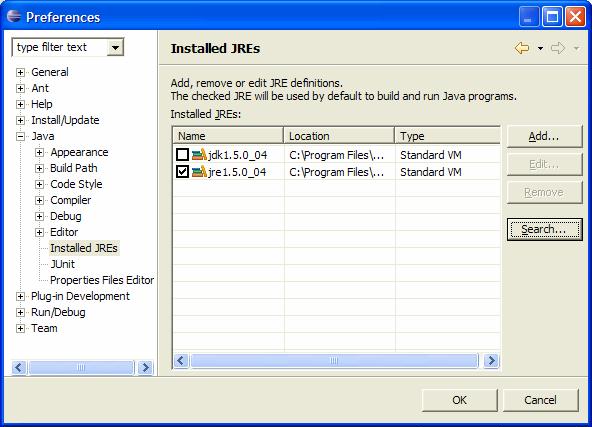 Preferences
type filter text
General
Ant
Help
Install/Update
Java
Appearance
Build Path
Code Style
Compiler
Debug
Editor
Installed JREs
JUnit
Properties Files Editor
Plug-in Development
Run/Debug
Team
Installed JREs
Add, remove or edit JRE definitions.
The checked JRE will be used by default to build and run Java programs.
Installed JREs:
Name Location Type
jdk1.5.0_04 C:\Program Files\... Standard VM
jre1.5.0_04 C:\Program Files\... Standard VM
Add...
Edit...
Remove
Search...
OK Cancel